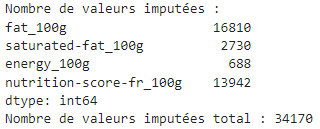 Nombre de valeurs imputées :
fat_100g 16810
saturated-fat_100g 2730
energy_100g 688
nutrition-score-fr_100g 13942
dtype: int64
Nombre de valeurs imputées total : 34170